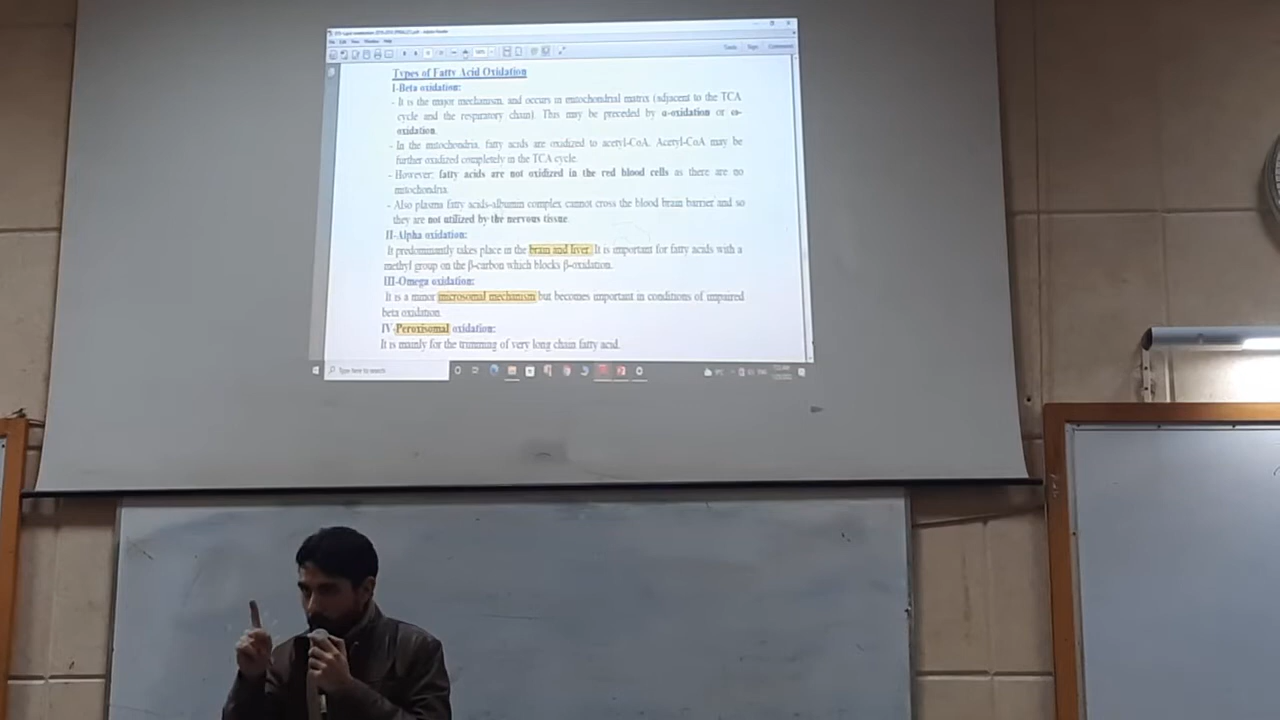 Tools Sign Comment
Types of Fatty Acid Oxidation
I-Beta oxidation:
- It is the major mechanism, and occurs in mitochondrial matrix (adjacent to the TCA
cycle and the respiratory chain). This may be preceded by α-oxidation or ω-
oxidation.
- In the mitochondria, fatty acids are oxidized to acetyl-CoA. Acetyl-CoA may be
further oxidized completely in the TCA cycle.
- However; fatty acids are not oxidized in the red blood cells as there are no
mitochondria.
- Also plasma fatty acids-albumin complex cannot cross the blood brain barrier and so
they are not utilized by the nervous tissue.
II-Alpha oxidation:
It predominantly takes place in the brain and liver. It is important for fatty acids with a
methyl group on the β-carbon which blocks β-oxidation.
III-Omega oxidation:
It is a minor microsomal mechanism but becomes important in conditions of impaired
beta oxidation.
IV-Peroxisomal oxidation:
It is mainly for the trimming of very long chain fatty acid.
Type here to search